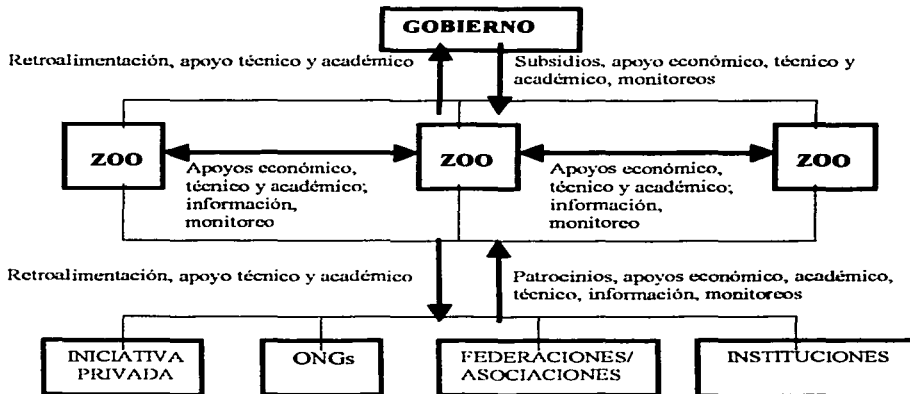 GOBIERNO
Retroalimentación, apoyo técnico y académico
Subsidios, apoyo económico, técnico y
académico, monitoreos
ZOO
ZOO
ZOO
Apoyos económico,
técnico y académico;
información,
monitoreo
Apoyos económico,
técnico y académico;
información,
monitoreo
Retroalimentación, apoyo técnico y académico
Patrocinios, apoyos económico, académico,
técnico, información, monitoreos
INICIATIVA
PRIVADA
ONGs
FEDERACIONES/
ASOCIACIONES
INSTITUCIONES